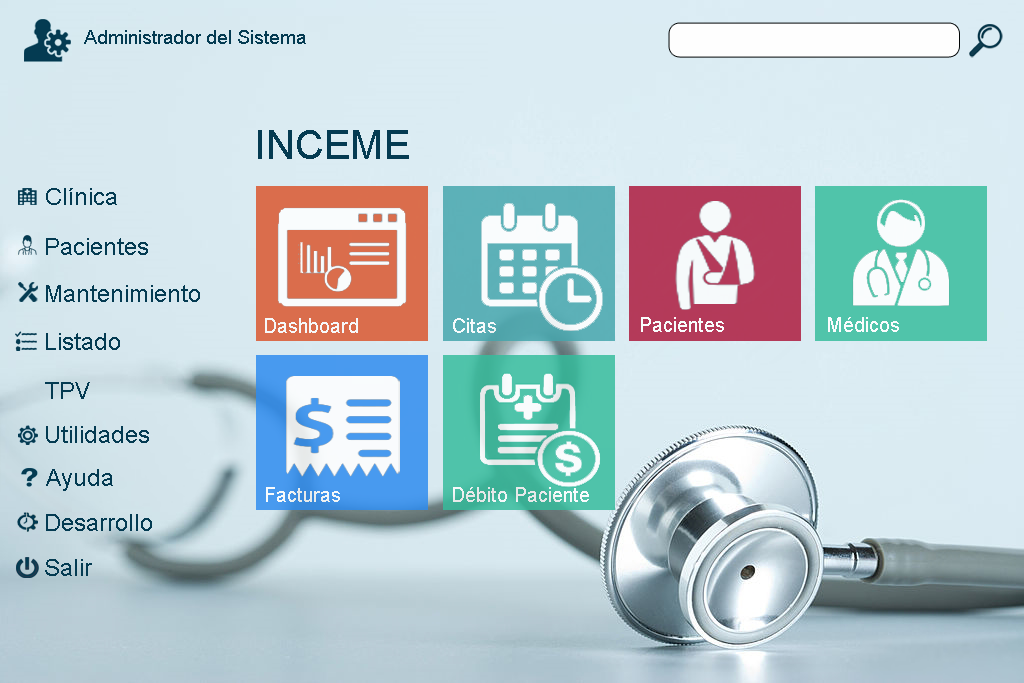 Administrador del Sistema
INCEME
Clínica
Pacientes
Mantenimiento
Listado
TPV
Utilidades
Ayuda
Desarrollo
Salir
Dashboard
Citas
Pacientes
Médicos
Facturas
Débito Paciente